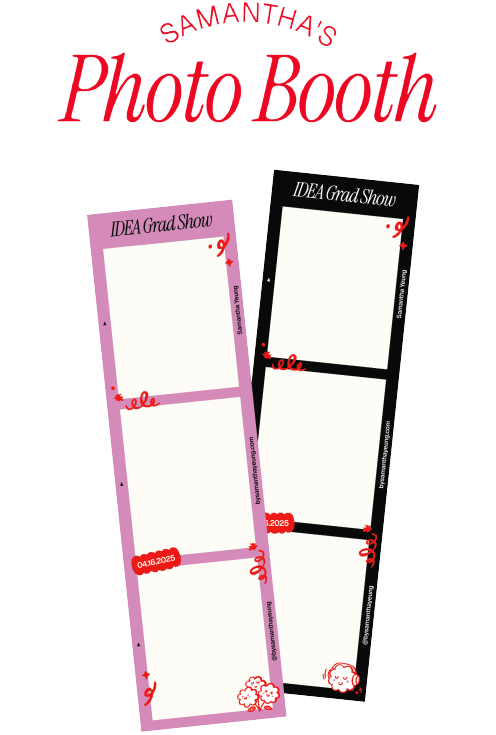 SAMANTHA'S
Photo Booth
IDEA Grad Show
Samantha Yeung
bysamanthayeung.com
04.16.2025
@bysamanthayeung
IDEA Grad Show
Samantha Yeung
bysamanthayeung.com
6.2025
@bysamanthayeung